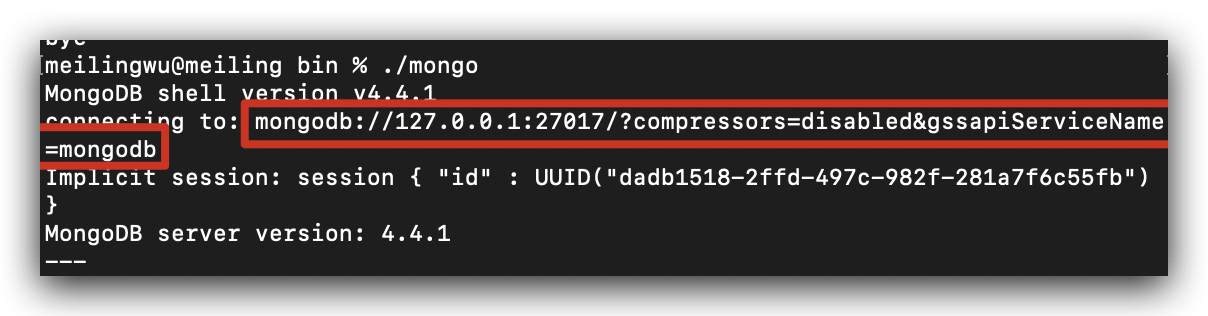 bye
[meilingwu@meiling bin % ./mongo
MongoDB shell version v4.4.1
connecting to: mongodb://127.0.0.1:27017/?compressors=disabled&gssapiServiceName
=mongodb
Implicit session: session { "id" : UUID("dadb1518-2ffd-497c-982f-281a7f6c55fb")
}
MongoDB server version: 4.4.1
---